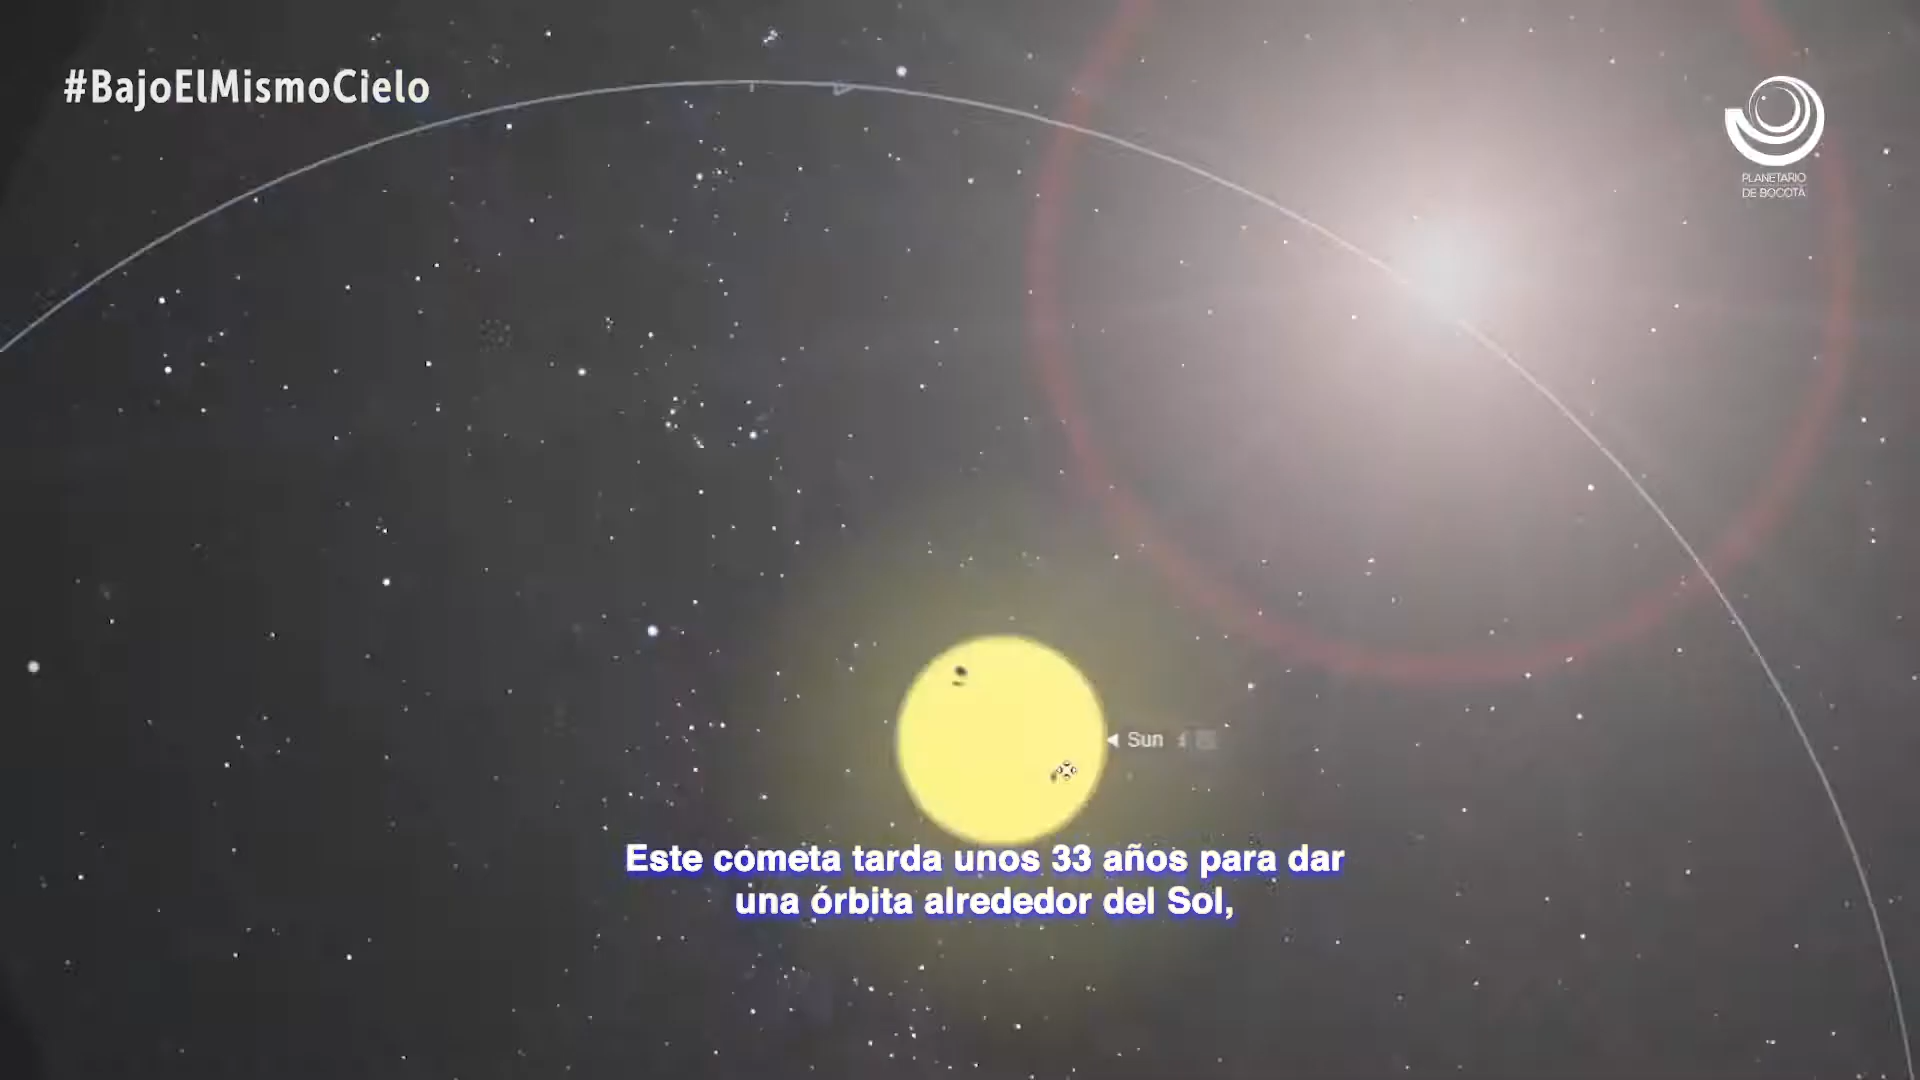 #BajoElMismoCielo
PLANETARIO
DE BOGOTÁ
Sun
Este cometa tarda unos 33 años para dar
una órbita alrededor del Sol,